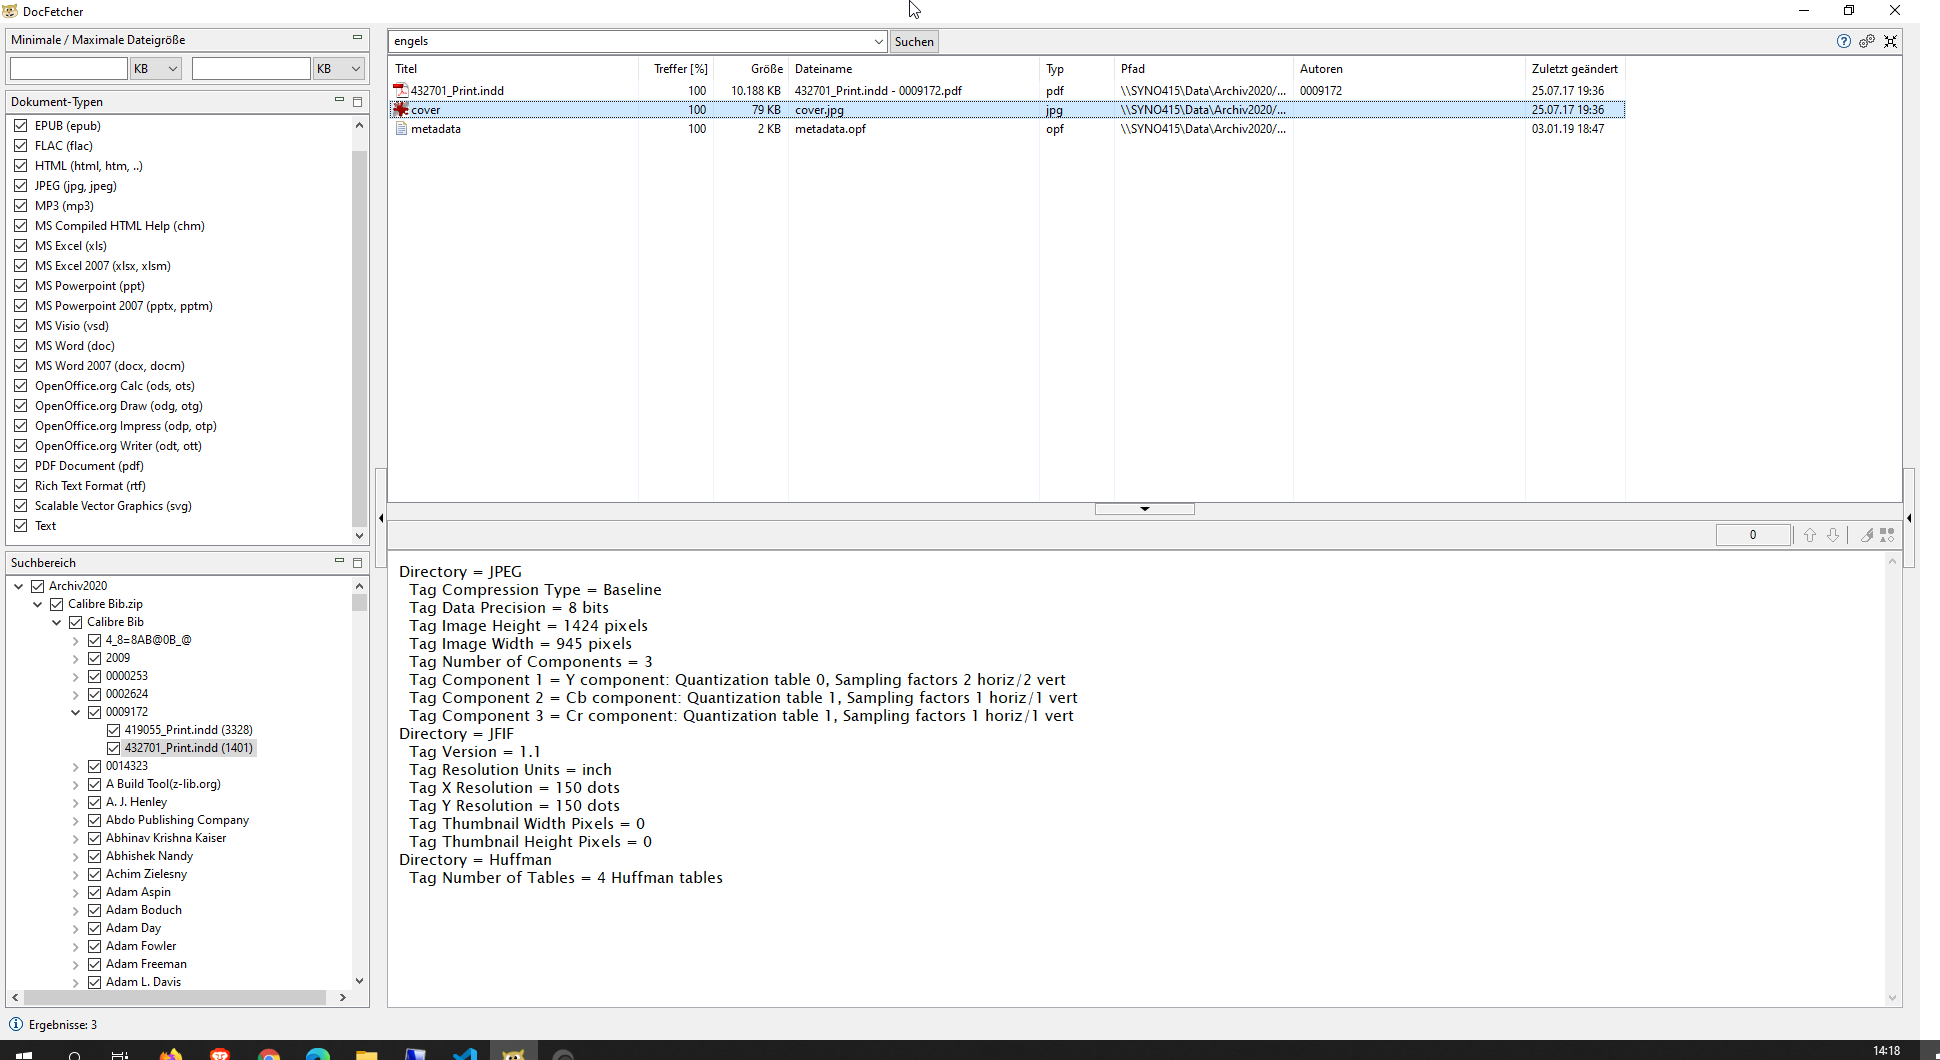 DocFetcher
Minimale / Maximale Dateigröße
KB
KB
Dokument-Typen
EPUB (epub)
FLAC (flac)
HTML (html, htm, ..)
JPEG (jpg, jpeg)
MP3 (mp3)
MS Compiled HTML Help (chm)
MS Excel (xls)
MS Excel 2007 (xlsx, xlsm)
MS Powerpoint (ppt)
MS Powerpoint 2007 (pptx, pptm)
MS Visio (vsd)
MS Word (doc)
MS Word 2007 (docx, docm)
OpenOffice.org Calc (ods, ots)
OpenOffice.org Draw (odg, otg)
OpenOffice.org Impress (odp, otp)
OpenOffice.org Writer (odt, ott)
PDF Document (pdf)
Rich Text Format (rtf)
Scalable Vector Graphics (svg)
Text
Suchbereich
Archiv2020
Calibre Bib.zip
Calibre Bib
4_8=8AB@0B_@
2009
0000253
0002624
0009172
419055_Print.indd (3328)
432701_Print.indd (1401)
0014323
A Build Tool(z-lib.org)
A. J. Henley
Abdo Publishing Company
Abhinav Krishna Kaiser
Abhishek Nandy
Achim Zielesny
Adam Aspin
Adam Boduch
Adam Day
Adam Fowler
Adam Freeman
Adam L. Davis
engels
Suchen
Titel Treffer [%] Größe Dateiname Typ Pfad Autoren Zuletzt geändert
432701_Print.indd 100 10.188 KB 432701_Print.indd - 0009172.pdf pdf \\SYNO415\Data\Archiv2020/... 0009172 25.07.17 19:36
cover 100 79 KB cover.jpg jpg \\SYNO415\Data\Archiv2020/... 25.07.17 19:36
metadata 100 2 KB metadata.opf opf \\SYNO415\Data\Archiv2020/... 03.01.19 18:47
0
Directory = JPEG
Tag Compression Type = Baseline
Tag Data Precision = 8 bits
Tag Image Height = 1424 pixels
Tag Image Width = 945 pixels
Tag Number of Components = 3
Tag Component 1 = Y component: Quantization table 0, Sampling factors 2 horiz/2 vert
Tag Component 2 = Cb component: Quantization table 1, Sampling factors 1 horiz/1 vert
Tag Component 3 = Cr component: Quantization table 1, Sampling factors 1 horiz/1 vert
Directory = JFIF
Tag Version = 1.1
Tag Resolution Units = inch
Tag X Resolution = 150 dots
Tag Y Resolution = 150 dots
Tag Thumbnail Width Pixels = 0
Tag Thumbnail Height Pixels = 0
Directory = Huffman
Tag Number of Tables = 4 Huffman tables
Ergebnisse: 3
14:18